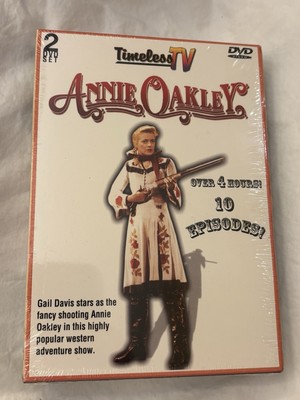 2
DVD
SET
Timeless TV
DVD
ANNIE OAKLEY
OVER 4 HOURS!
10
EPISODES!
Gail Davis stars as the
fancy shooting Annie
Oakley in this highly
popular western
adventure show.